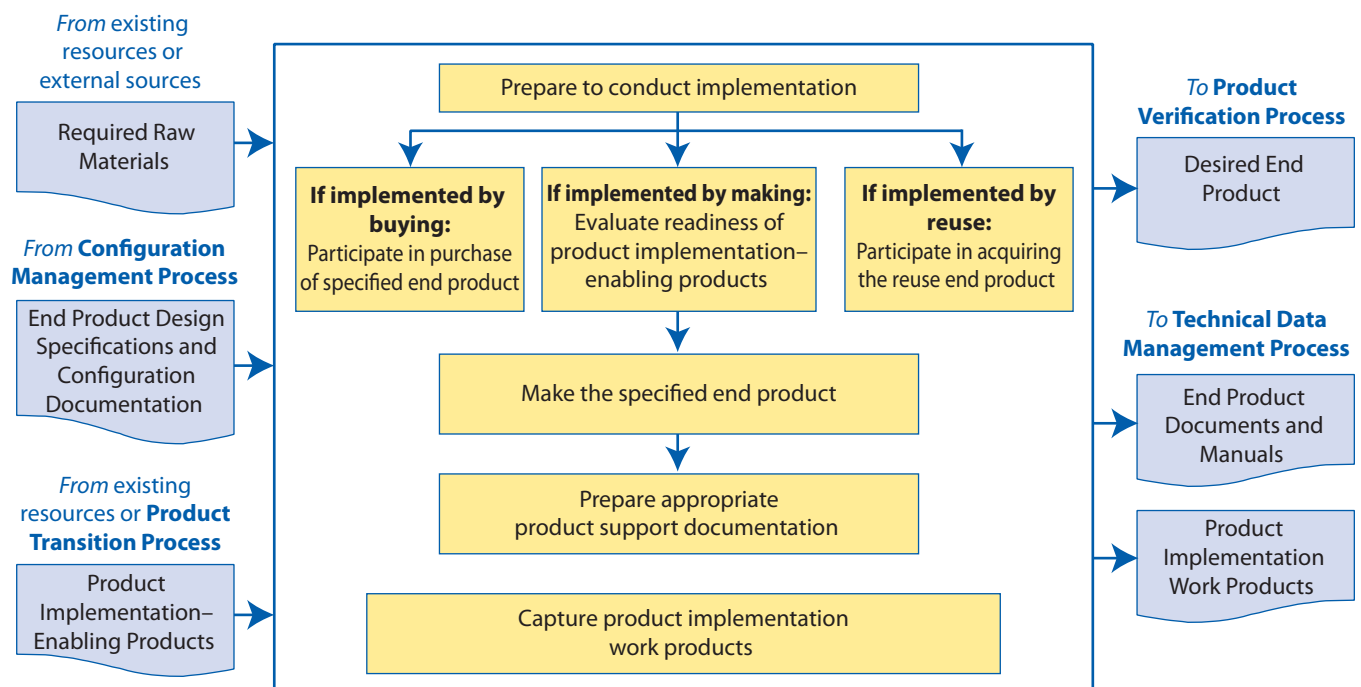 From existing
resources or
external sources
Required Raw
Materials
From Configuration
Management Process
End Product Design
Specifications and
Configuration
Documentation
From existing
resources or Product
Transition Process
Product
Implementation–
Enabling Products
Prepare to conduct implementation
If implemented by
buying:
Participate in purchase
of specified end product
If implemented by making:
Evaluate readiness of
product implementation–
enabling products
If implemented by
reuse:
Participate in acquiring
the reuse end product
Make the specified end product
Prepare appropriate
product support documentation
Capture product implementation
work products
To Product
Verification Process
Desired End
Product
To Technical Data
Management Process
End Product
Documents and
Manuals
Product
Implementation
Work Products